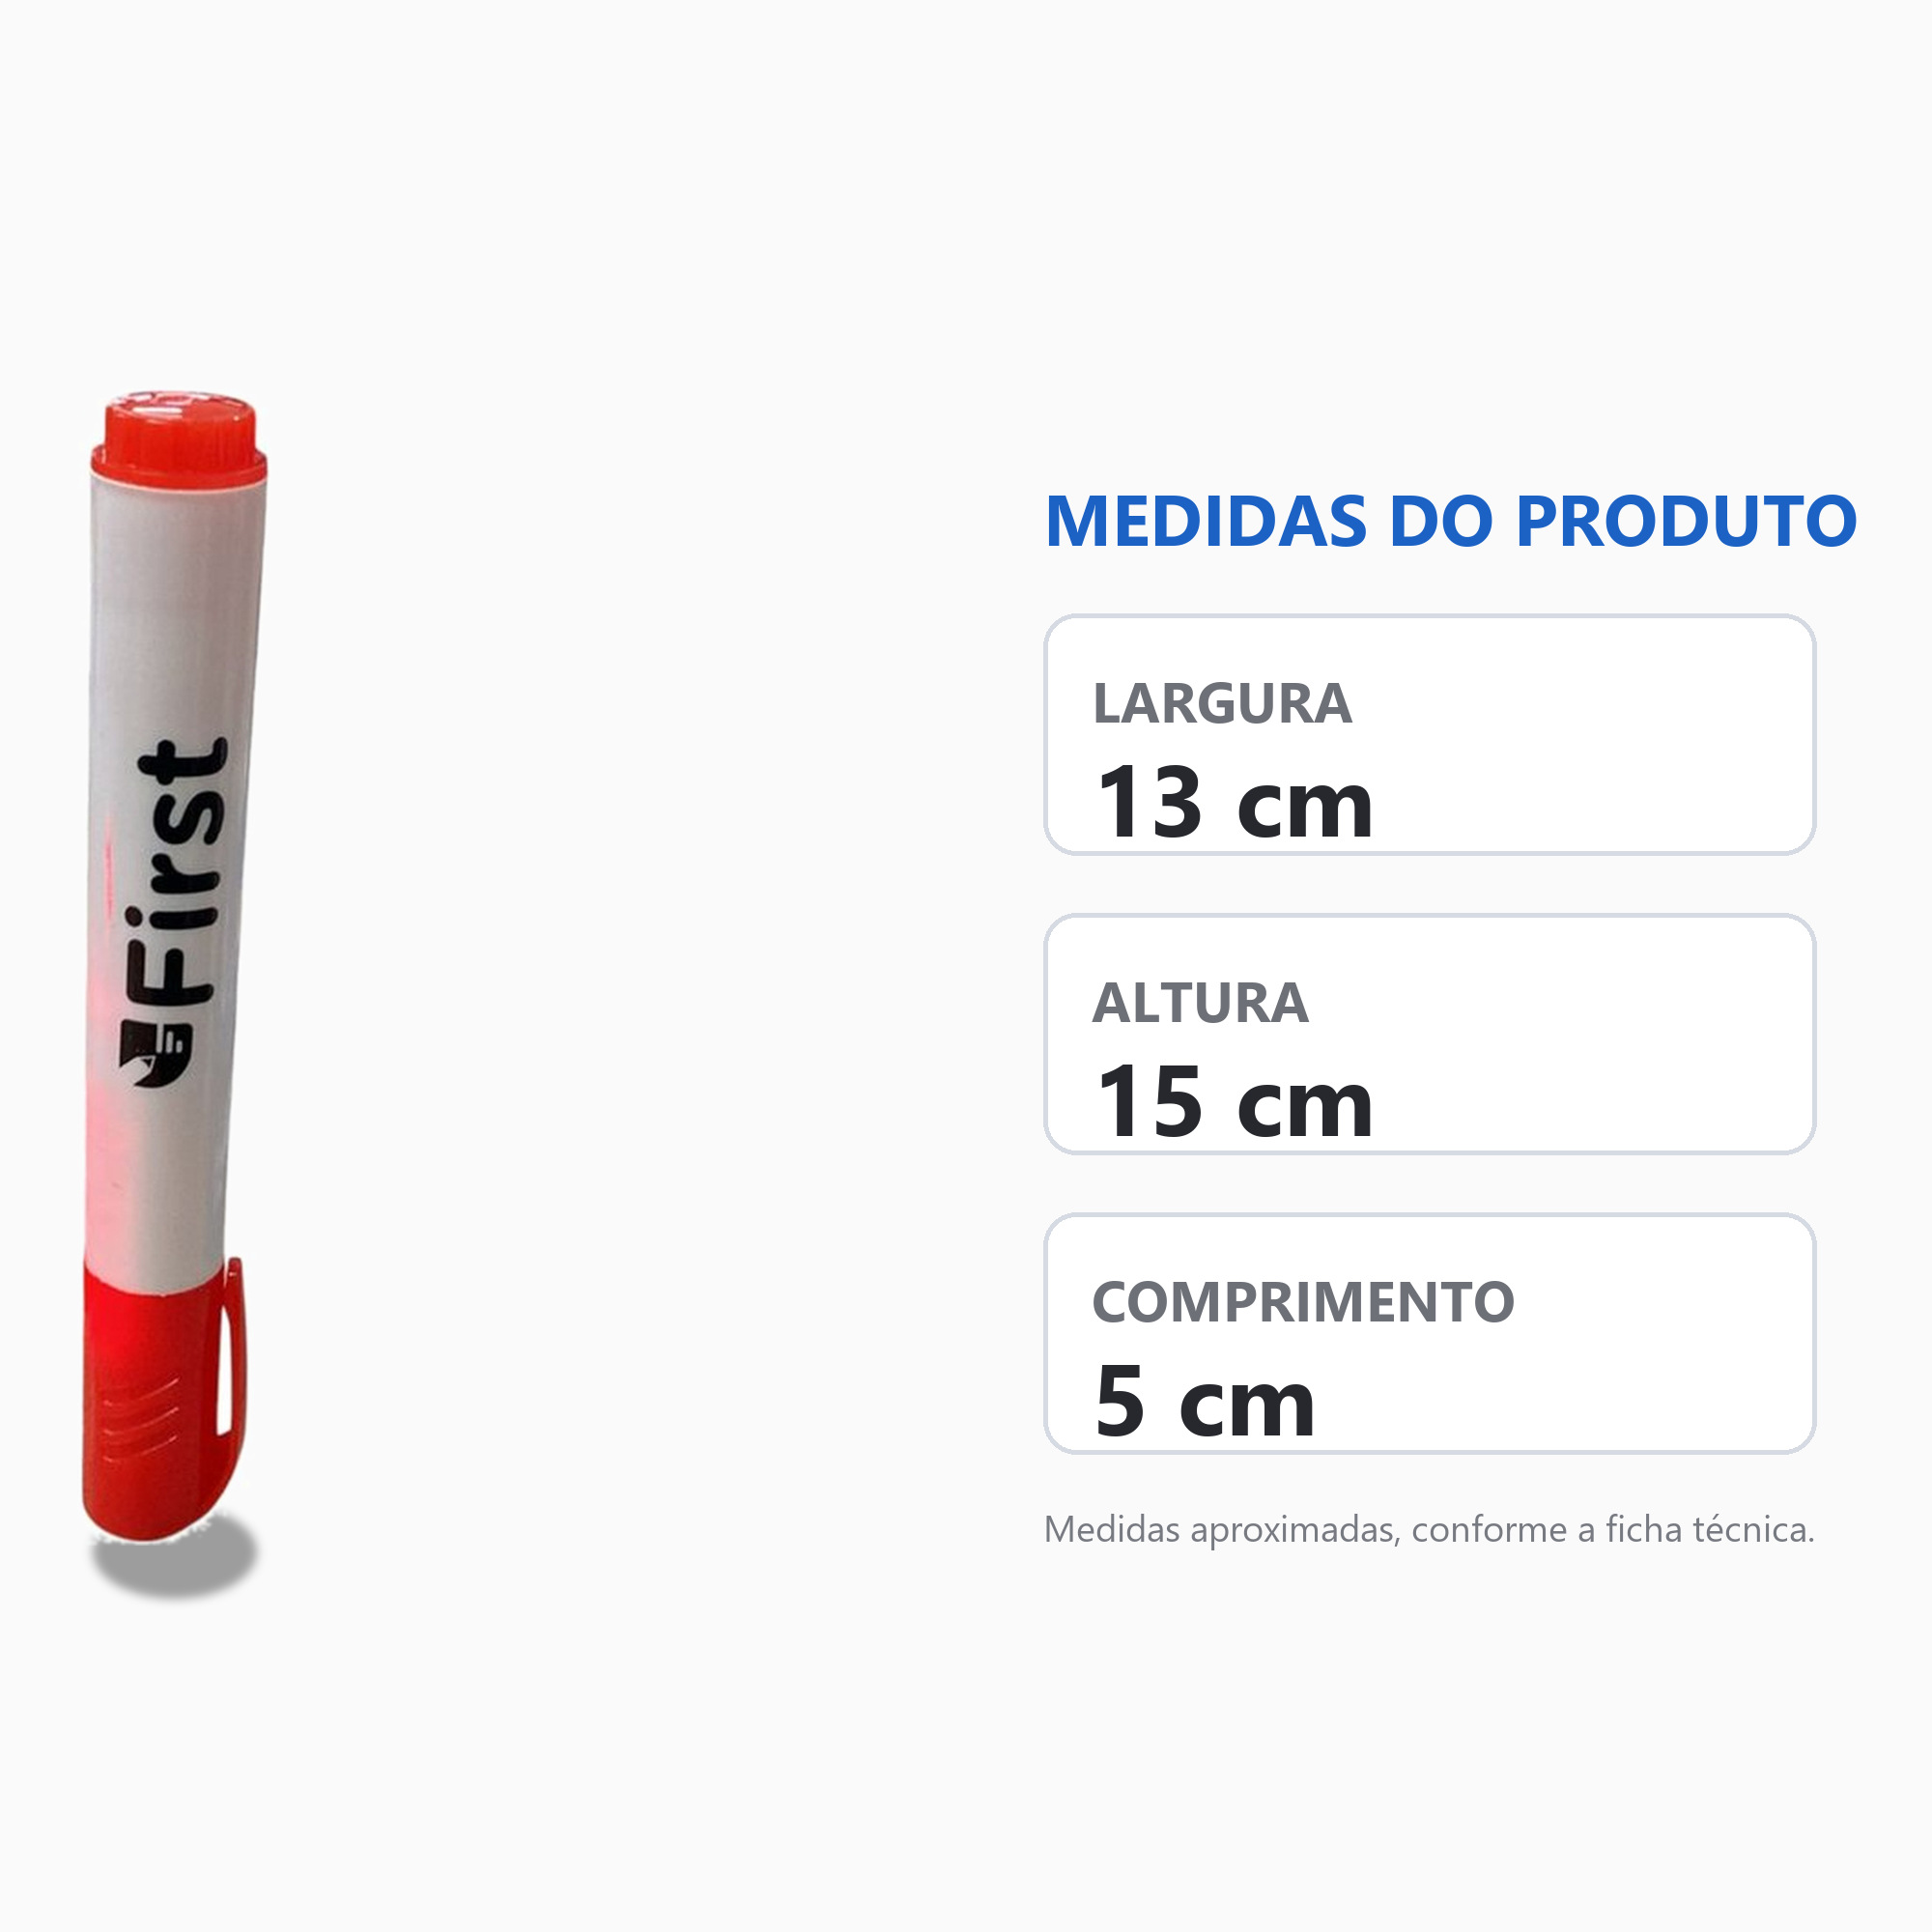 First
MEDIDAS DO PRODUTO
LARGURA
13 cm
ALTURA
15 cm
COMPRIMENTO
5 cm
Medidas aproximadas, conforme a ficha técnica.